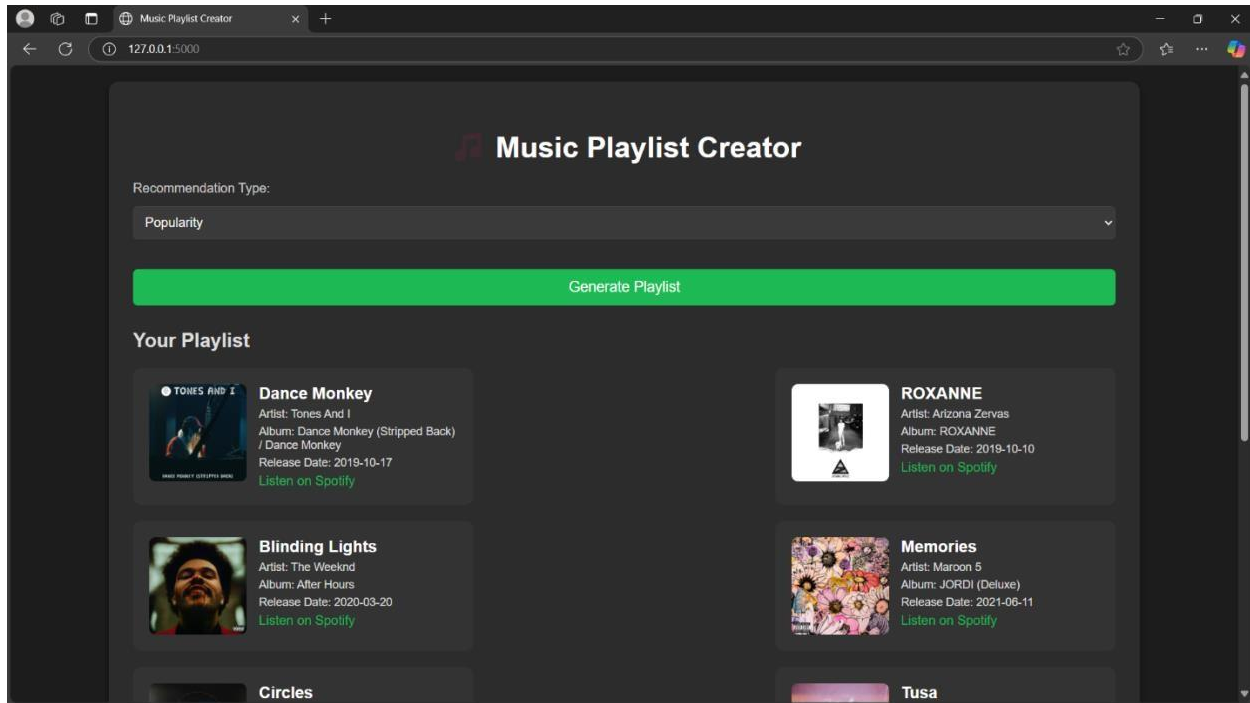 Music Playlist Creator
127.0.0.1:5000
Music Playlist Creator
Recommendation Type:
Popularity
Generate Playlist
Your Playlist
TONES AND I
DANCE MONKEY (STRIPPED BACK)
Dance Monkey
Artist: Tones And I
Album: Dance Monkey (Stripped Back)
/ Dance Monkey
Release Date: 2019-10-17
Listen on Spotify
ROXANNE
Artist: Arizona Zervas
Album: ROXANNE
Release Date: 2019-10-10
Listen on Spotify
Blinding Lights
Artist: The Weeknd
Album: After Hours
Release Date: 2020-03-20
Listen on Spotify
Memories
Artist: Maroon 5
Album: JORDI (Deluxe)
Release Date: 2021-06-11
Listen on Spotify
Circles
Tusa